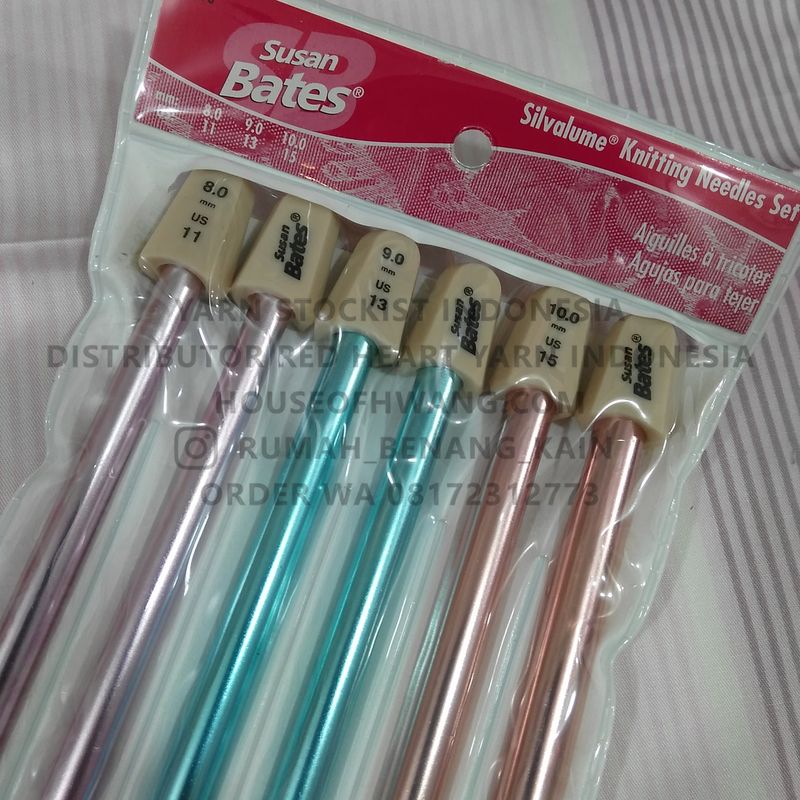 Susan
Bates®
Silvalume® Knitting Needles Set
Aiguilles à tricoter
Agujas para tejer
mm 8.0 9.0 10.0
11 13 15
8.0
mm
US
11
Susan
Bates®
9.0
mm
US
13
Susan
Bates®
10.0
mm
US
15
Susan
Bates®
YARN STOCKIST INDONESIA
DISTRIBUTOR RED HEART YARN INDONESIA
HOUSEOFHWANG.COM
RUMAH_BENANG_KAIN
ORDER WA 08172312773